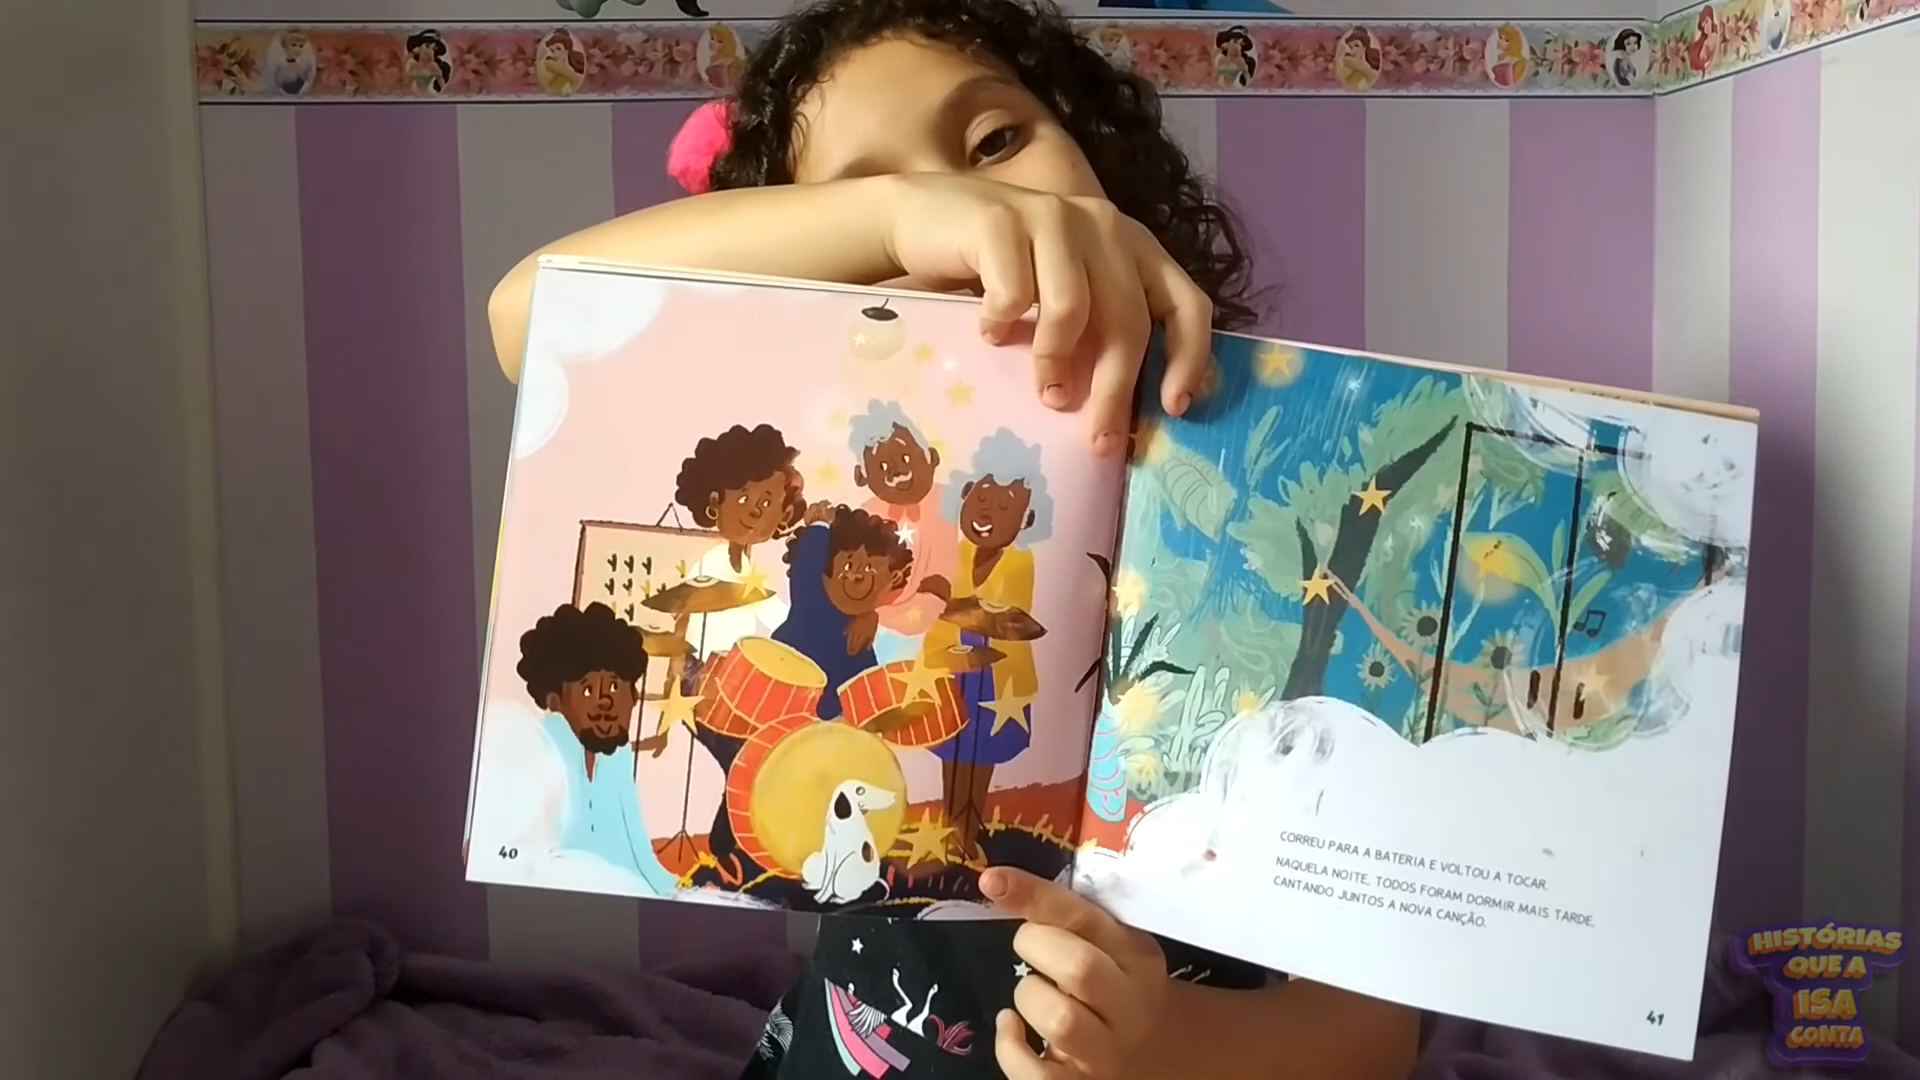 40
CORREU PARA A BATERIA E VOLTOU A TOCAR.
NAQUELA NOITE, TODOS FORAM DORMIR MAIS TARDE,
CANTANDO JUNTOS A NOVA CANÇÃO.
41
HISTÓRIAS
QUE A
ISA
CONTA